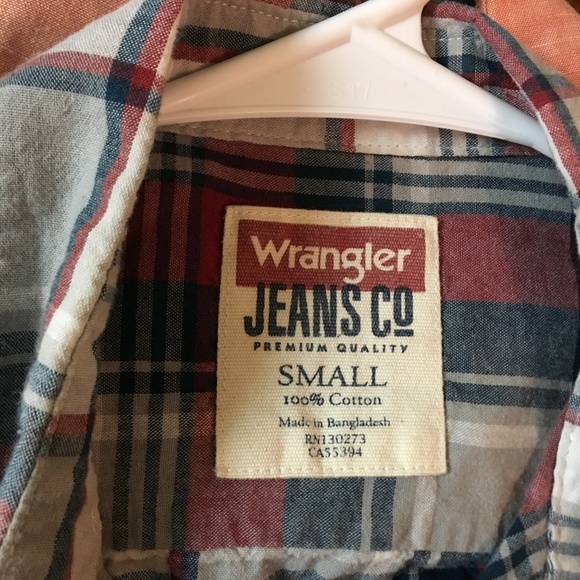 Wrangler
JEANS CO
PREMIUM QUALITY
SMALL
100% Cotton
Made in Bangladesh
RN130273
CA55394